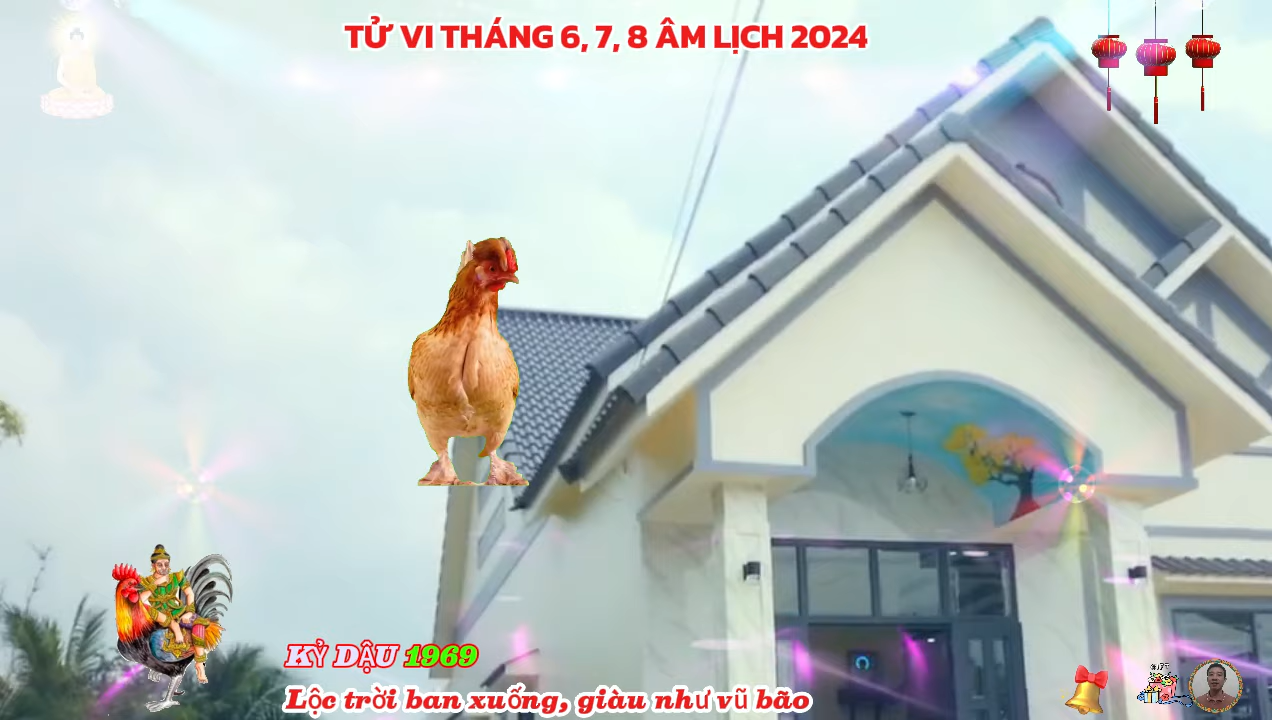 TỬ VI THÁNG 6, 7, 8 ÂM LỊCH 2024
KỶ DẬU 1969
Lộc trời ban xuống, giàu như vũ bão